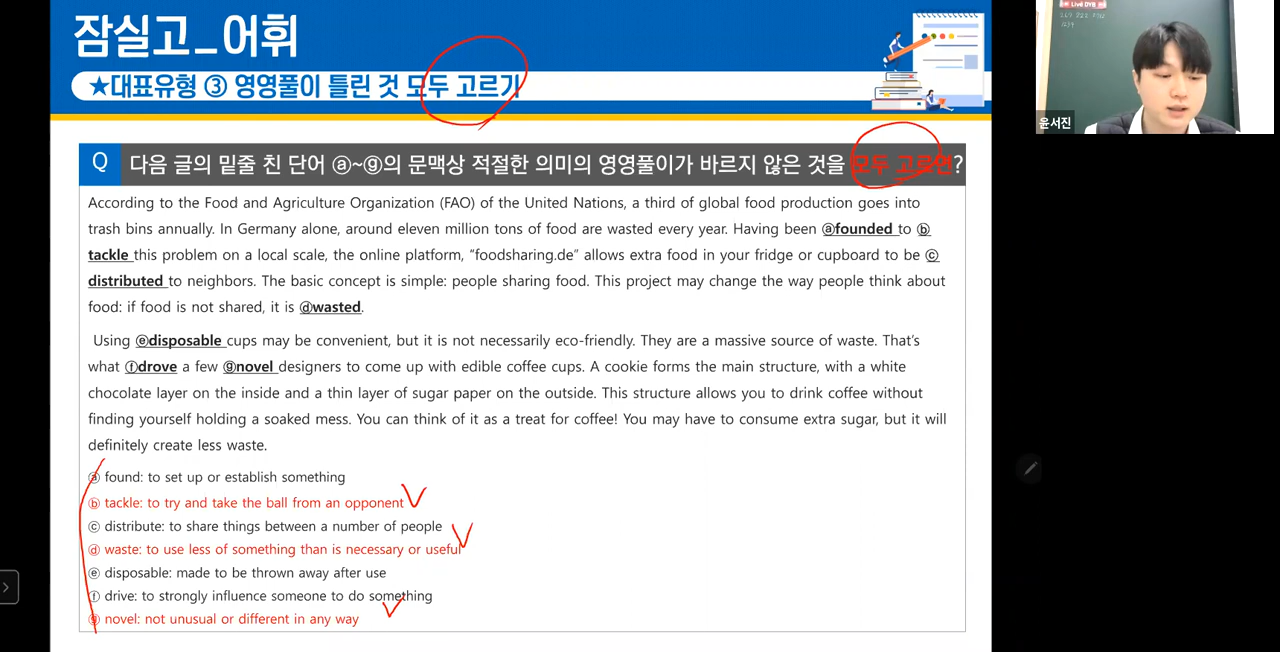 잠실고_어휘
★대표유형 ③ 영영풀이 틀린 것 모두 고르기
Live DVD
윤서진
Q 다음 글의 밑줄 친 단어 ⓐ~ⓖ의 문맥상 적절한 의미의 영영풀이가 바르지 않은 것을 모두 고르면?
According to the Food and Agriculture Organization (FAO) of the United Nations, a third of global food production goes into
trash bins annually. In Germany alone, around eleven million tons of food are wasted every year. Having been ⓐfounded to ⓑ
tackle this problem on a local scale, the online platform, “foodsharing.de” allows extra food in your fridge or cupboard to be ⓒ
distributed to neighbors. The basic concept is simple: people sharing food. This project may change the way people think about
food: if food is not shared, it is ⓓwasted.
Using ⓔdisposable cups may be convenient, but it is not necessarily eco-friendly. They are a massive source of waste. That’s
what ⓕdrove a few ⓖnovel designers to come up with edible coffee cups. A cookie forms the main structure, with a white
chocolate layer on the inside and a thin layer of sugar paper on the outside. This structure allows you to drink coffee without
finding yourself holding a soaked mess. You can think of it as a treat for coffee! You may have to consume extra sugar, but it will
definitely create less waste.
ⓐ found: to set up or establish something
ⓑ tackle: to try and take the ball from an opponent
ⓒ distribute: to share things between a number of people
ⓓ waste: to use less of something than is necessary or useful
ⓔ disposable: made to be thrown away after use
ⓕ drive: to strongly influence someone to do something
ⓖ novel: not unusual or different in any way